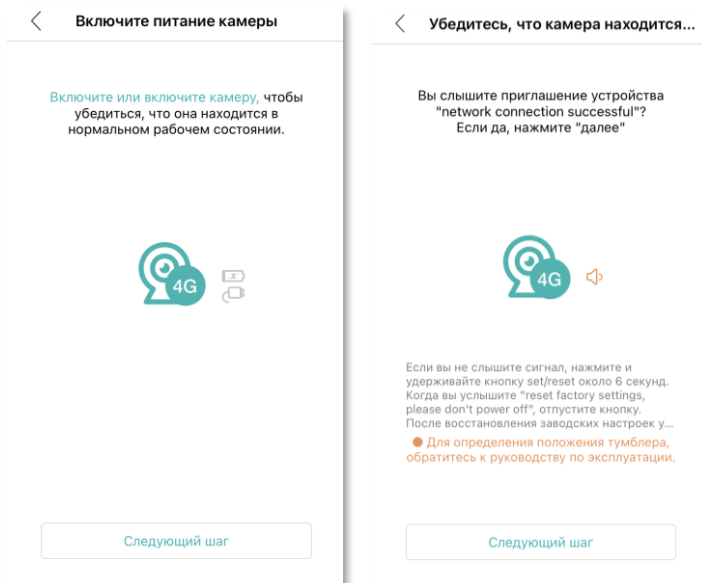 Включите питание камеры
Включите или включите камеру, чтобы
убедиться, что она находится в
нормальном рабочем состоянии.
4G
Следующий шаг
Убедитесь, что камера находится...
Вы слышите приглашение устройства
"network connection successful"?
Если да, нажмите "далее"
4G
Если вы не слышите сигнал, нажмите и
удерживайте кнопку set/reset около 6 секунд.
Когда вы услышите "reset factory settings,
please don't power off", отпустите кнопку.
После восстановления заводских настроек у...
Для определения положения тумблера,
обратитесь к руководству по эксплуатации.
Следующий шаг